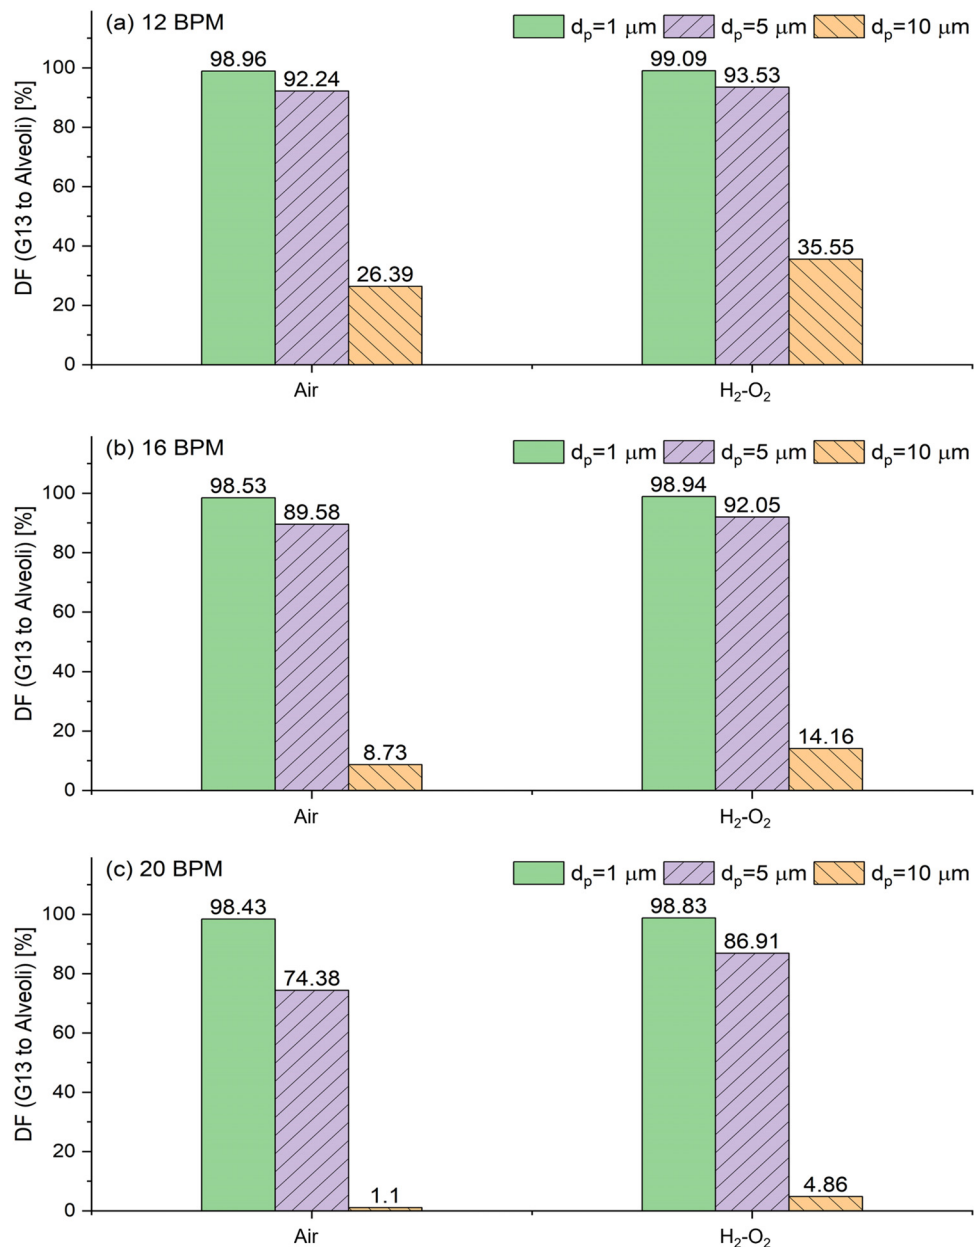 (a) 12 BPM
dₚ=1 μm dₚ=5 μm dₚ=10 μm
DF (G13 to Alveoli) [%]
100
80
60
40
20
0
98.96
92.24
26.39
99.09
93.53
35.55
Air
H₂-O₂
(b) 16 BPM
dₚ=1 μm dₚ=5 μm dₚ=10 μm
DF (G13 to Alveoli) [%]
100
80
60
40
20
0
98.53
89.58
8.73
98.94
92.05
14.16
Air
H₂-O₂
(c) 20 BPM
dₚ=1 μm dₚ=5 μm dₚ=10 μm
DF (G13 to Alveoli) [%]
100
80
60
40
20
0
98.43
74.38
1.1
98.83
86.91
4.86
Air
H₂-O₂